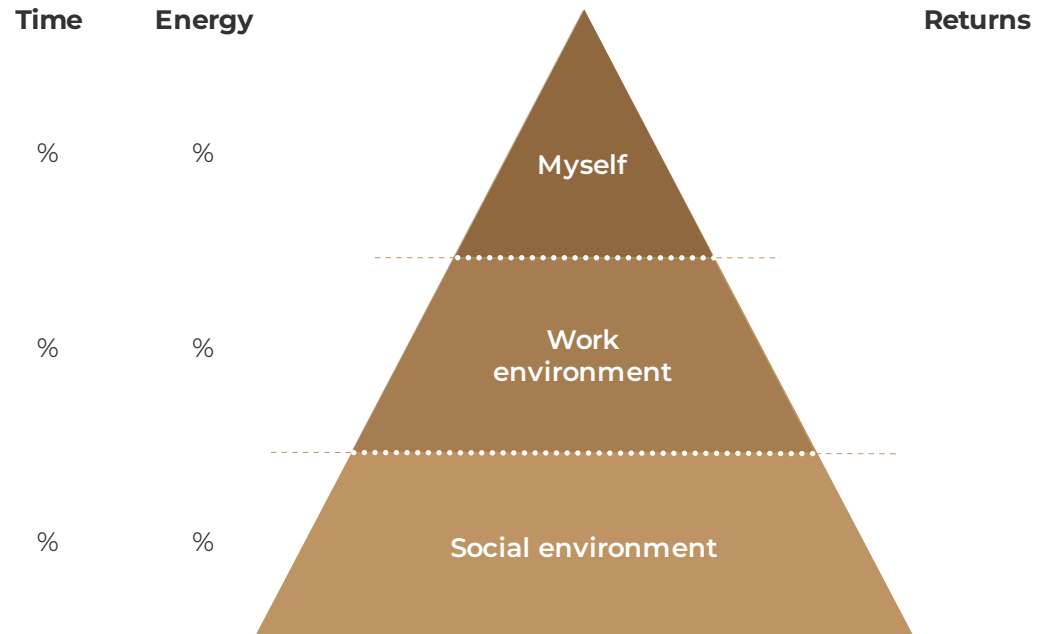 Time Energy Returns
% % Myself
% % Work
environment
% % Social environment